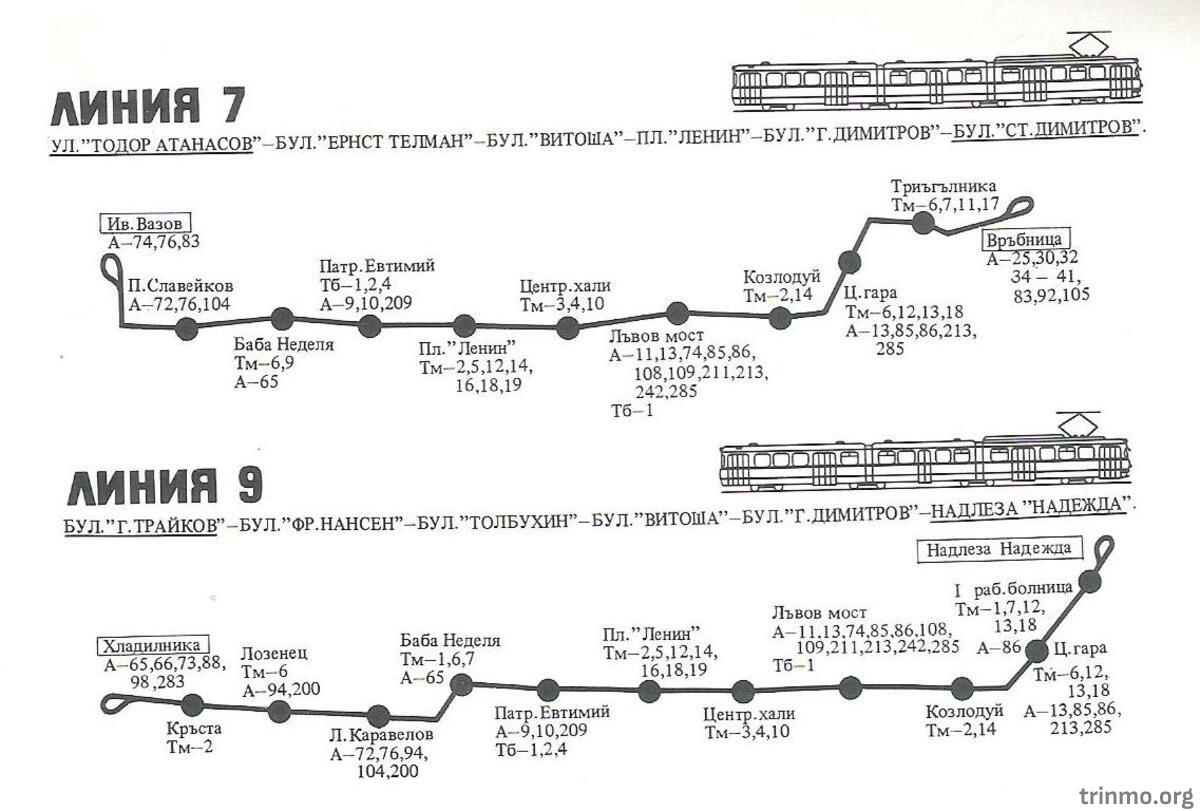 ЛИНИЯ 7
УЛ."ТОДОР АТАНАСОВ"–БУЛ."ЕРНСТ ТЕЛМАН"–БУЛ."ВИТОША"–ПЛ."ЛЕНИН"–БУЛ."Г.ДИМИТРОВ"–БУЛ."СТ.ДИМИТРОВ".
Ив.Вазов
А–74,76,83
П.Славейков
А–72,76,104
Баба Неделя
Тм–6,9
А–65
Патр.Евтимий
Тб–1,2,4
А–9,10,209
Пл."Ленин"
Тм–2,5,12,14,
16,18,19
Центр.хали
Тм–3,4,10
Лъвов мост
А–11,13,74,85,86,
108,109,211,213,
242,285
Тб–1
Козлодуй
Тм–2,14
Ц.гара
Тм–6,12,13,18
А–13,85,86,213,
285
Триъгълника
Тм–6,7,11,17
Връбница
А–25,30,32
34 – 41,
83,92,105
ЛИНИЯ 9
БУЛ."Г.ТРАЙКОВ"–БУЛ."ФР.НАНСЕН"–БУЛ."ТОЛБУХИН"–БУЛ."ВИТОША"–БУЛ."Г.ДИМИТРОВ"–НАДЛЕЗА "НАДЕЖДА".
Хладилника
А–65,66,73,88,
98,283
Кръста
Тм–2
Лозенец
Тм–6
А–94,200
Л.Каравелов
А–72,76,94,
104,200
Баба Неделя
Тм–1,6,7
А–65
Патр.Евтимий
А–9,10,209
Тб–1,2,4
Пл."Ленин"
Тм–2,5,12,14,
16,18,19
Центр.хали
Тм–3,4,10
Лъвов мост
А–11,13,74,85,86,108,
109,211,213,242,285
Тб–1
Козлодуй
Тм–2,14
Ц.гара
Тм–6,12,
13,18
А–13,85,86,
213,285
I раб.болница
Тм–1,7,12,
13,18
А–86
Надлеза Надежда
trinmo.org